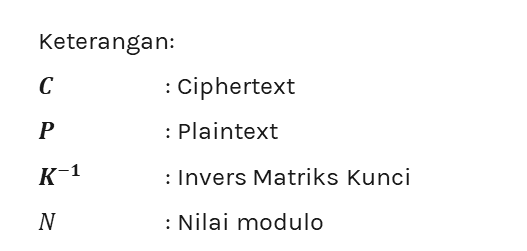 Keterangan:
C : Ciphertext
P : Plaintext
K⁻¹ : Invers Matriks Kunci
N : Nilai modulo